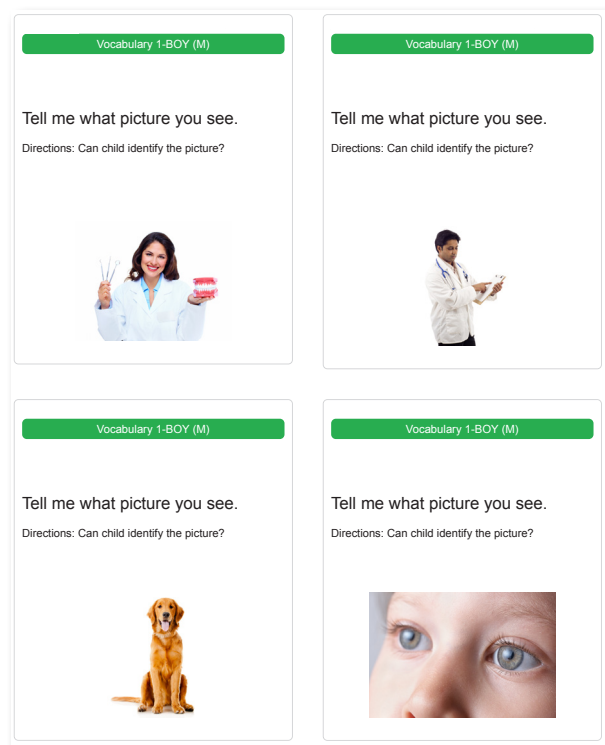 Vocabulary 1-BOY (M)
Tell me what picture you see.
Directions: Can child identify the picture?
Vocabulary 1-BOY (M)
Tell me what picture you see.
Directions: Can child identify the picture?
Vocabulary 1-BOY (M)
Tell me what picture you see.
Directions: Can child identify the picture?
Vocabulary 1-BOY (M)
Tell me what picture you see.
Directions: Can child identify the picture?